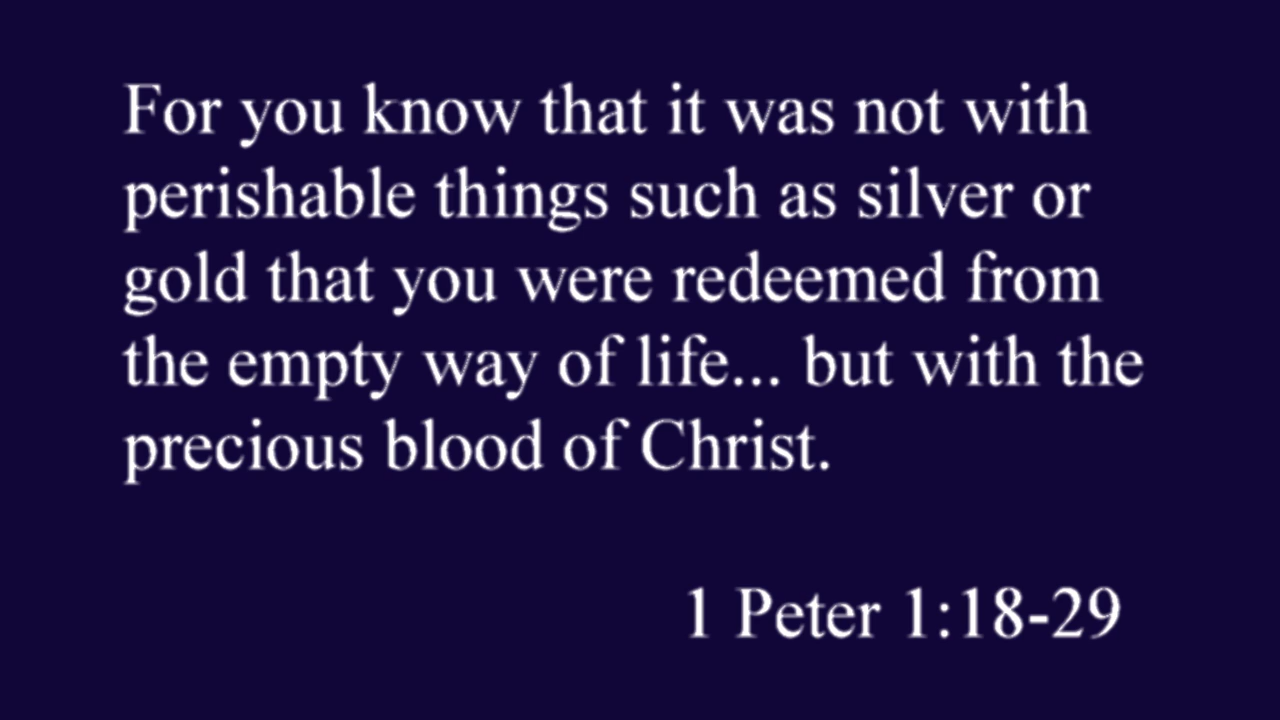 For you know that it was not with
perishable things such as silver or
gold that you were redeemed from
the empty way of life... but with the
precious blood of Christ.
1 Peter 1:18-29